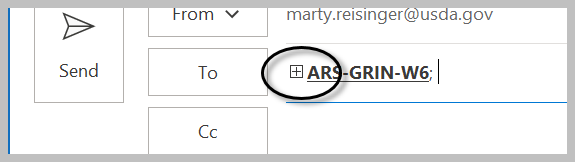 From marty.reisinger@usda.gov
Send To ARS-GRIN-W6;
Cc